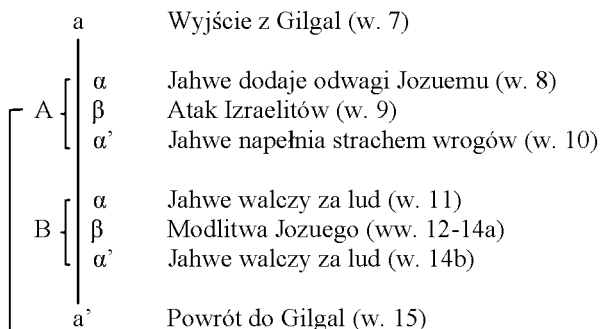 a Wyjście z Gilgal (w. 7)
α Jahwe dodaje odwagi Jozuemu (w. 8)
A β Atak Izraelitów (w. 9)
α’ Jahwe napełnia strachem wrogów (w. 10)
α Jahwe walczy za lud (w. 11)
B β Modlitwa Jozuego (ww. 12-14a)
α’ Jahwe walczy za lud (w. 14b)
a’ Powrót do Gilgal (w. 15)